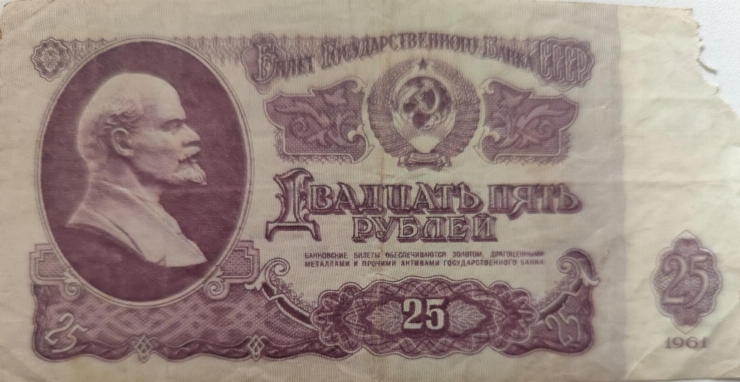 Билет Государственного Банка СССР
Двадцать пять
рублей
БАНКОВСКИЕ БИЛЕТЫ ОБЕСПЕЧИВАЮТСЯ ЗОЛОТОМ, ДРАГОЦЕННЫМИ
МЕТАЛЛАМИ И ПРОЧИМИ АКТИВАМИ ГОСУДАРСТВЕННОГО БАНКА
25
25
25
25
1961